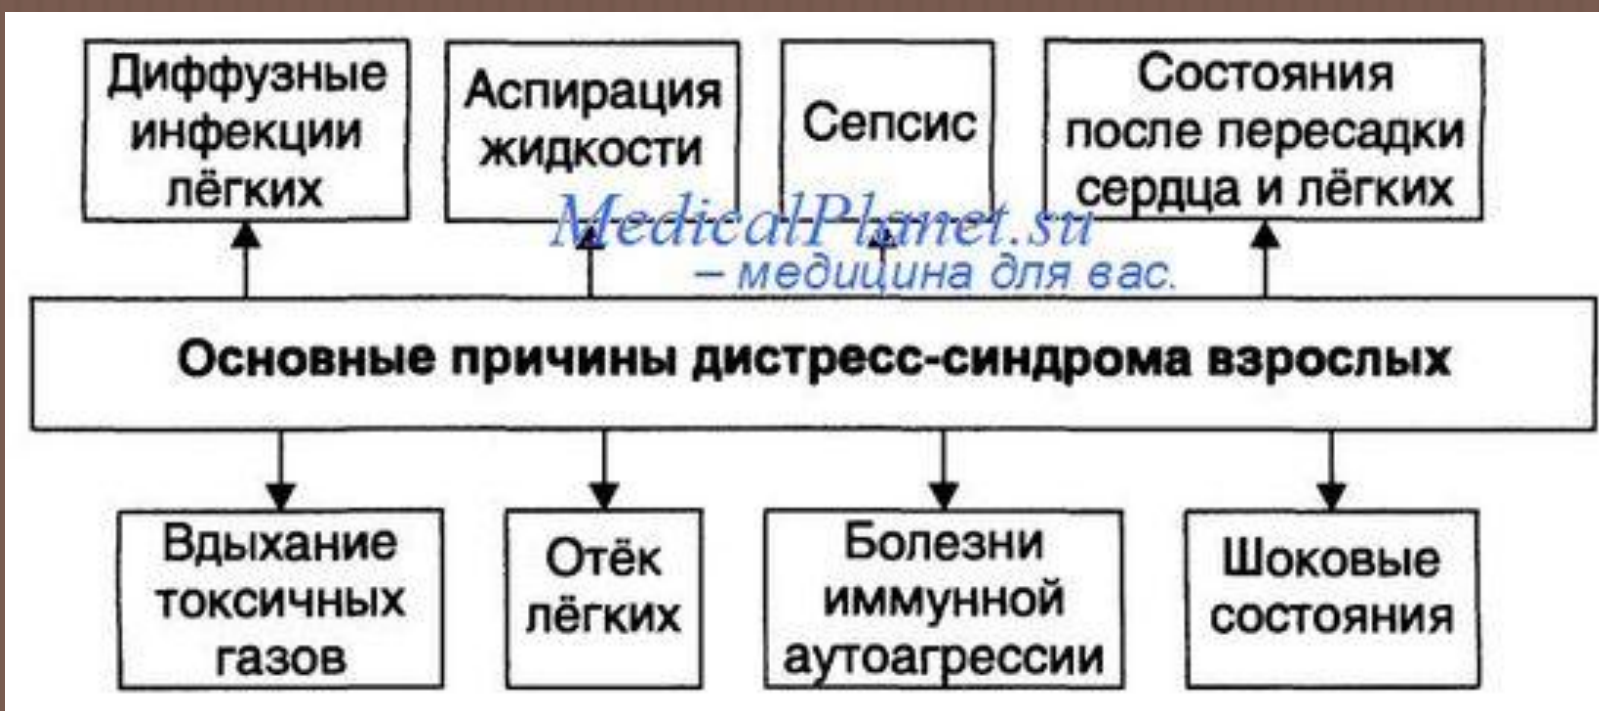 Диффузные
инфекции
лёгких
Аспирация
жидкости
Сепсис
Состояния
после пересадки
сердца и лёгких
MedicalPlanet.su
– медицина для вас.
Основные причины дистресс-синдрома взрослых
Вдыхание
токсичных
газов
Отёк
лёгких
Болезни
иммунной
аутоагрессии
Шоковые
состояния